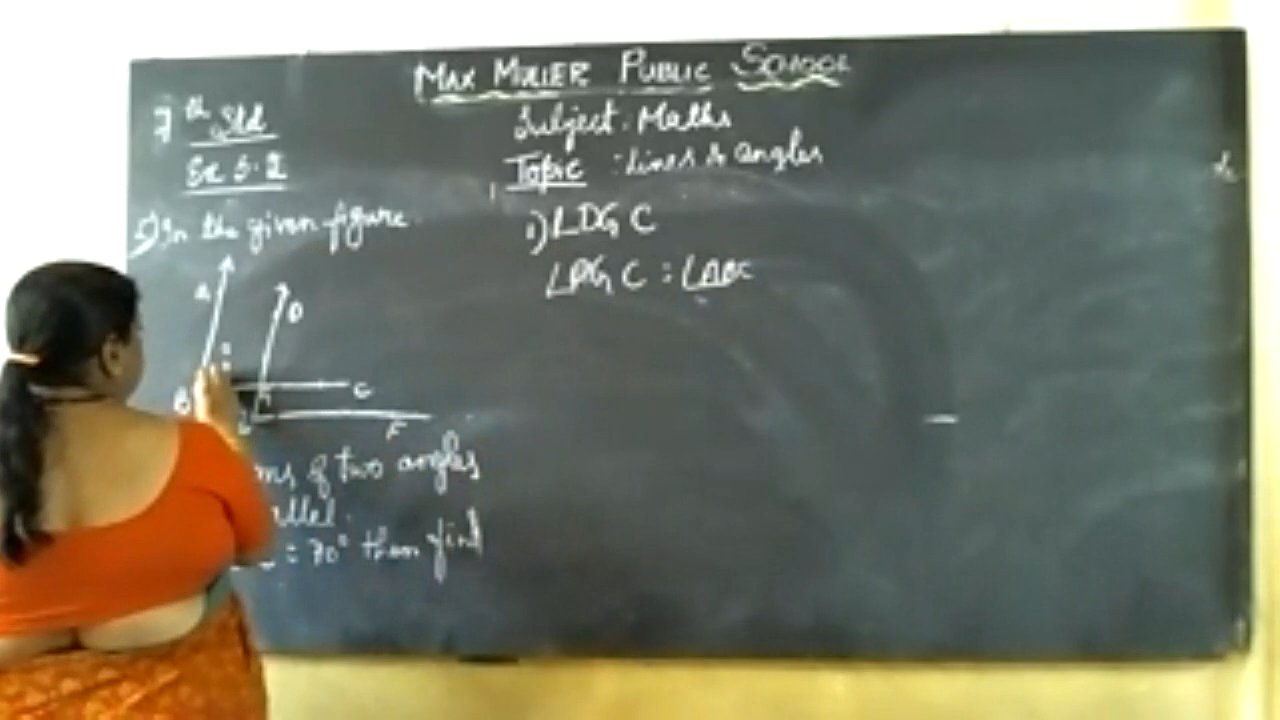 MAX MULLER PUBLIC SCHOOL
7th Std
Subject: Maths
Ex 5.2
Topic : Lines & angles
5) In the given figure
1) ∠DGC
∠DGC = ∠ABC
A
D
B
C
F
of two angles
= 70° then find